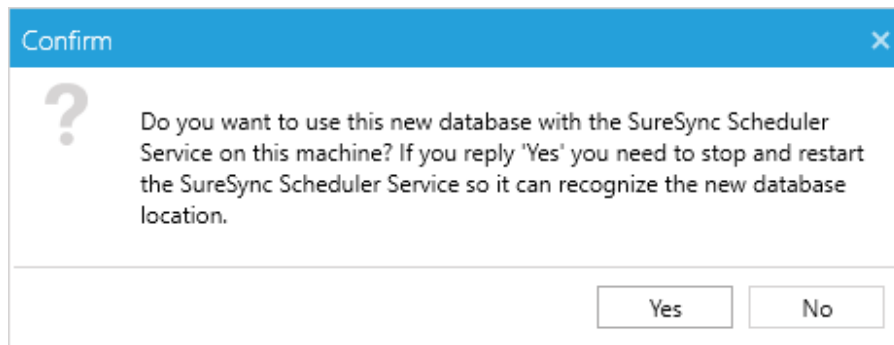 Confirm
Do you want to use this new database with the SureSync Scheduler
Service on this machine? If you reply 'Yes' you need to stop and restart
the SureSync Scheduler Service so it can recognize the new database
location.
Yes No